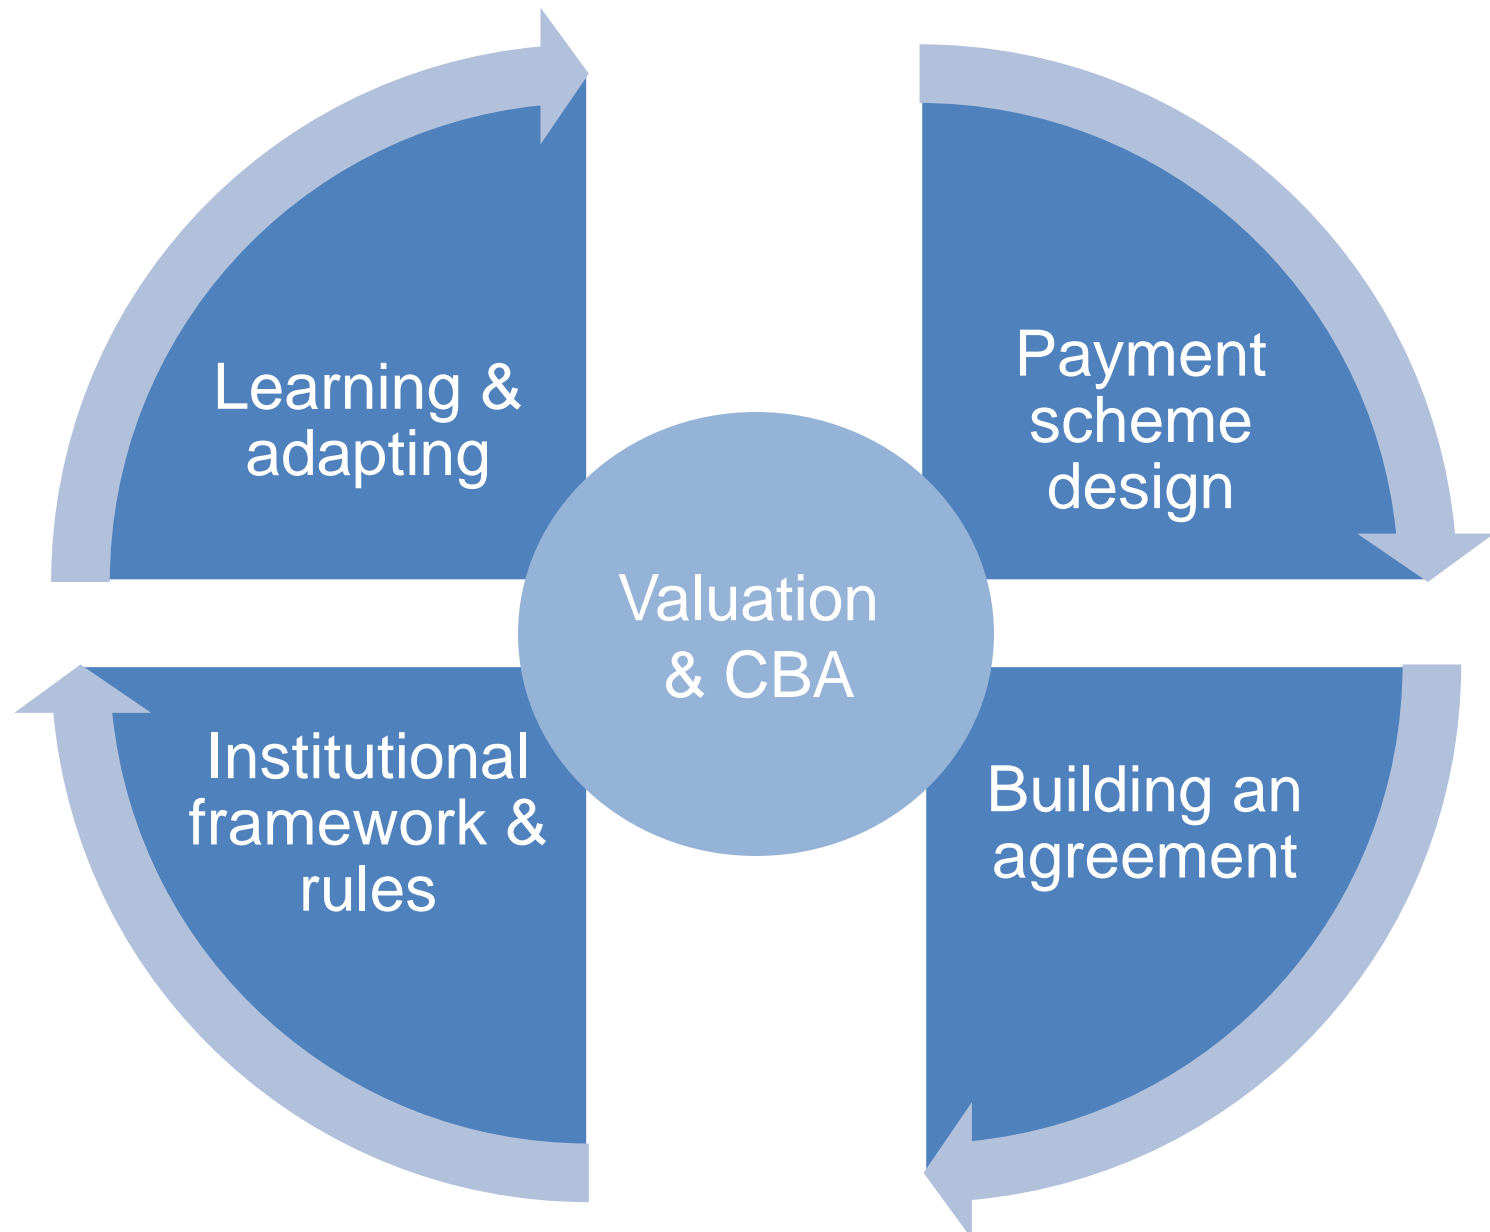 Learning &
adapting
Payment
scheme
design
Valuation
& CBA
Institutional
framework &
rules
Building an
agreement